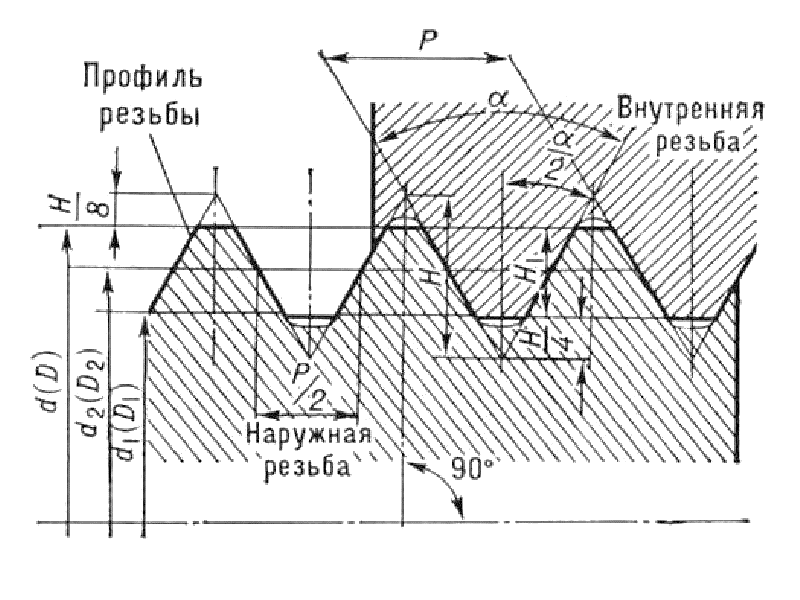 P
Профиль
резьбы
α
Внутренняя
резьба
α/2
H/8
H
H₁
H/4
d(D)
d₂(D₂)
d₁(D₁)
P/2
Наружная
резьба
90°